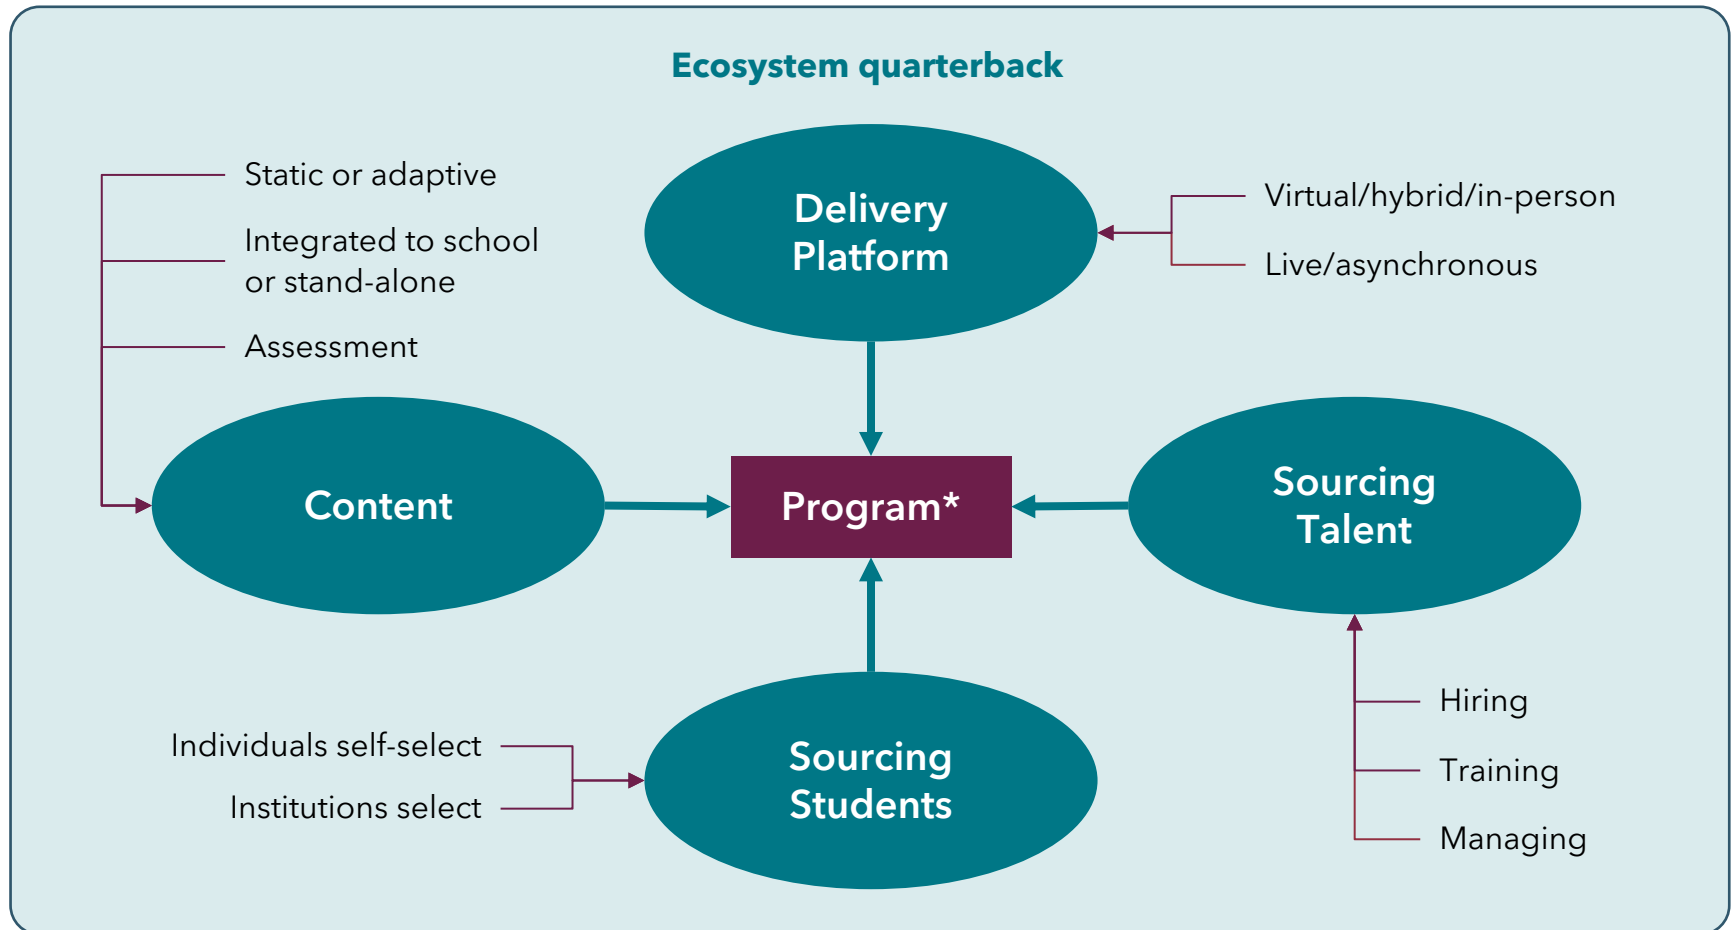 Ecosystem quarterback
Static or adaptive
Integrated to school
or stand-alone
Assessment
Delivery
Platform
Virtual/hybrid/in-person
Live/asynchronous
Content
Program*
Sourcing
Talent
Individuals self-select
Institutions select
Sourcing
Students
Hiring
Training
Managing